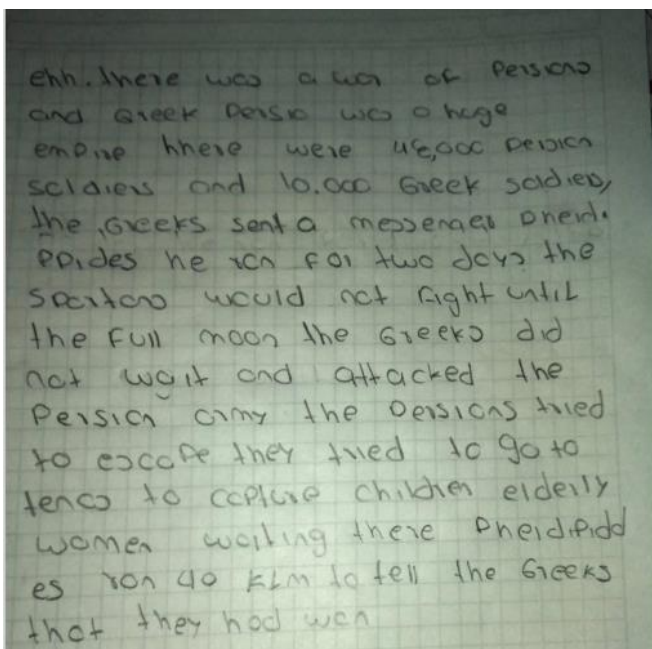 ehh. there was a war of Persians
and Greek Persia was a huge
empire hhere were 48,000 Persian
soldiers and 10.000 Greek soldiers,
the Greeks sent a messenger Pheidi.
ppides he ran for two days the
Spartans would not fight until
the full moon the Greeks did
not wait and attacked the
Persian army the Persians tried
to escape they tried to go to
to capture children elderly
women waiting there Pheidipidd
es ran 40 klm to tell the Greeks
that they had won